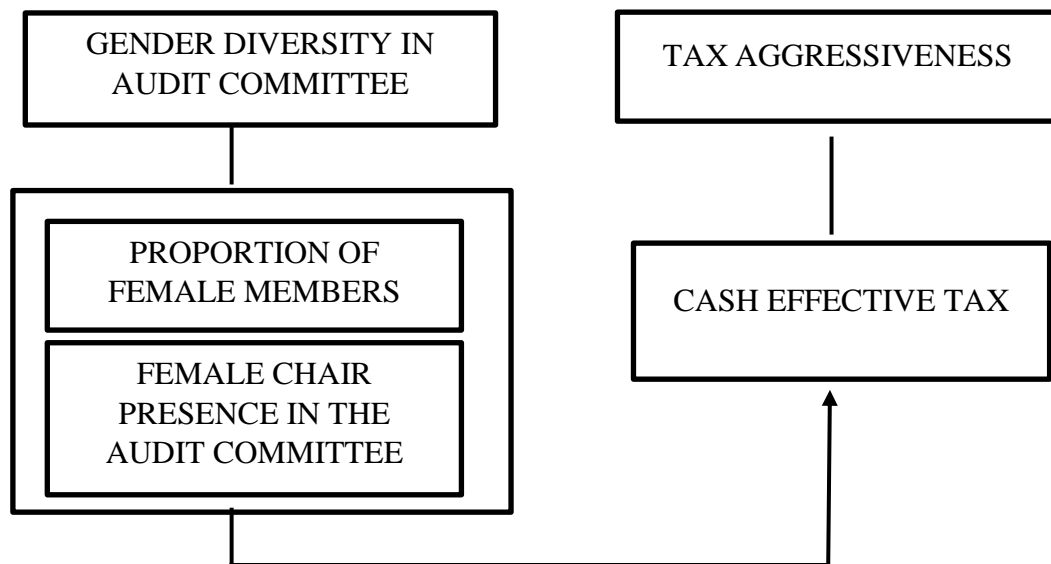 GENDER DIVERSITY IN
AUDIT COMMITTEE
TAX AGGRESSIVENESS
PROPORTION OF
FEMALE MEMBERS
CASH EFFECTIVE TAX
FEMALE CHAIR
PRESENCE IN THE
AUDIT COMMITTEE